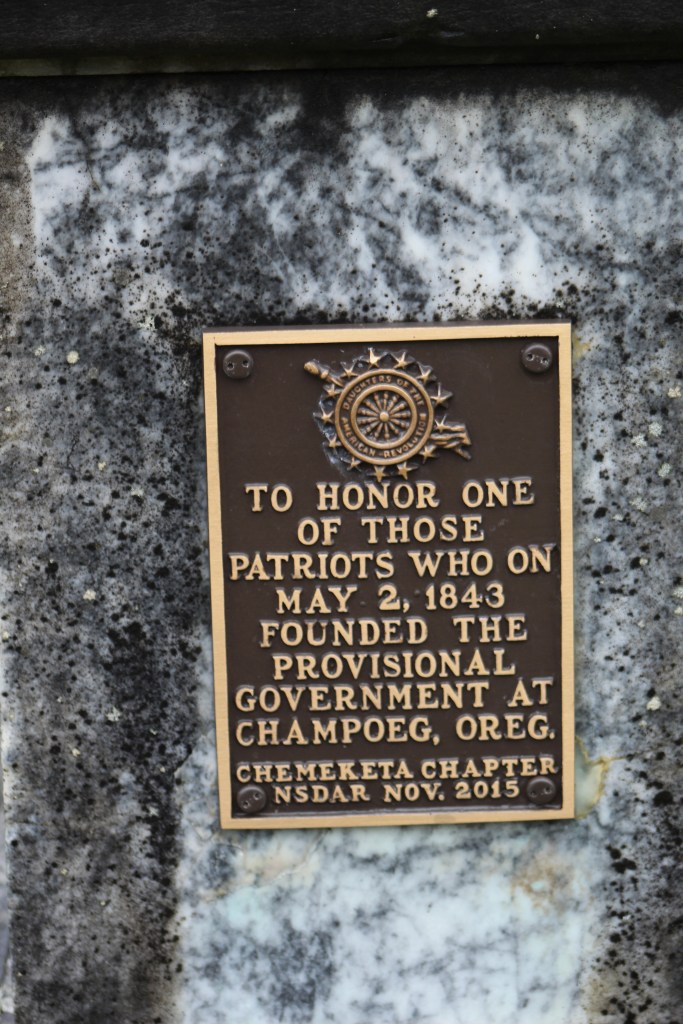 DAUGHTERS OF THE
AMERICAN REVOLUTION
TO HONOR ONE
OF THOSE
PATRIOTS WHO ON
MAY 2, 1843
FOUNDED THE
PROVISIONAL
GOVERNMENT AT
CHAMPOEG, OREG.
CHEMEKETA CHAPTER
NSDAR NOV. 2015